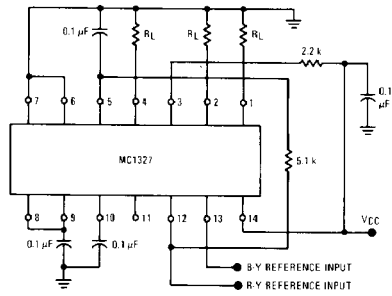 0.1 µF
RL
RL
RL
2.2 k
0.1
µF
7
6
5
4
3
2
1
5.1 k
MC1327
8
9
10
11
12
13
14
VCC
0.1 µF
0.1 µF
B-Y REFERENCE INPUT
R-Y REFERENCE INPUT